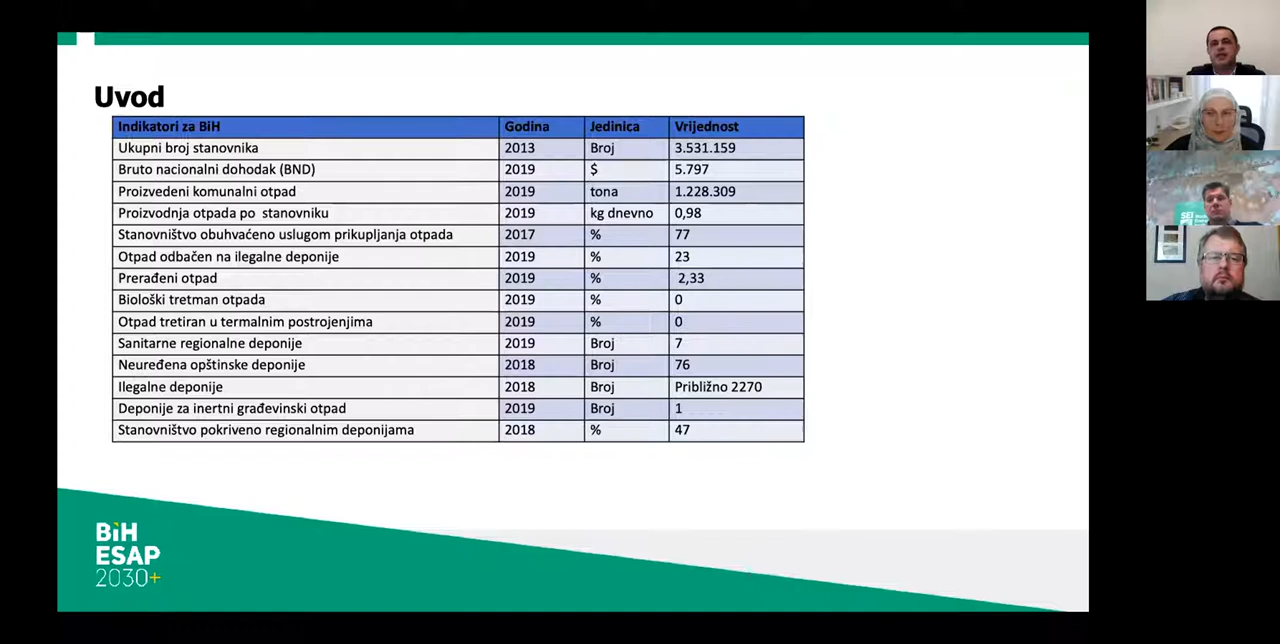 Uvod
Indikatori za BiH Godina Jedinica Vrijednost
Ukupni broj stanovnika 2013 Broj 3.531.159
Bruto nacionalni dohodak (BND) 2019 $ 5.797
Proizvedeni komunalni otpad 2019 tona 1.228.309
Proizvodnja otpada po stanovniku 2019 kg dnevno 0,98
Stanovništvo obuhvaćeno uslugom prikupljanja otpada 2017 % 77
Otpad odbačen na ilegalne deponije 2019 % 23
Prerađeni otpad 2019 % 2,33
Biološki tretman otpada 2019 % 0
Otpad tretiran u termalnim postrojenjima 2019 % 0
Sanitarne regionalne deponije 2019 Broj 7
Neuređena opštinske deponije 2018 Broj 76
Ilegalne deponije 2018 Broj Približno 2270
Deponije za inertni građevinski otpad 2019 Broj 1
Stanovništvo pokriveno regionalnim deponijama 2018 % 47
BiH
ESAP
2030+
SEI